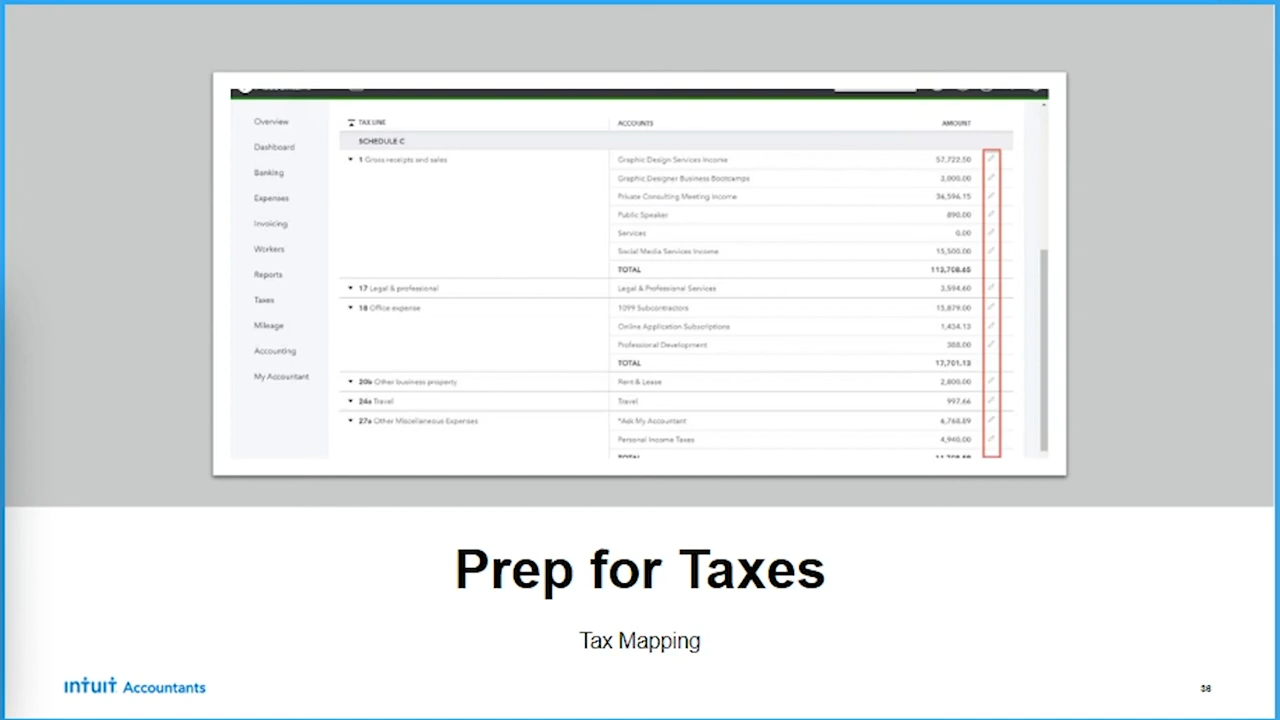 TAX LINE ACCOUNTS AMOUNT
SCHEDULE C
Overview
Dashboard
Banking
Expenses
Invoicing
Workers
Reports
Taxes
Mileage
Accounting
My Accountant
1 Gross receipts and sales Graphic Design Services Income 57,722.50
Graphic Designer Business Bootcamps 3,000.00
Private Consulting Meeting Income 36,596.15
Public Speaker 890.00
Services 0.00
Social Media Services Income 15,500.00
TOTAL 113,708.65
17 Legal & professional Legal & Professional Services 3,594.60
18 Office expense 1099 Subcontractors 15,879.00
Online Application Subscriptions 1,434.13
Professional Development 388.00
TOTAL 17,701.13
20b Other business property Rent & Lease 2,800.00
24a Travel Travel 997.66
27a Other Miscellaneous Expenses *Ask My Accountant 6,768.89
Personal Income Taxes 4,940.00
TOTAL
Prep for Taxes
Tax Mapping
INTUIT Accountants
36